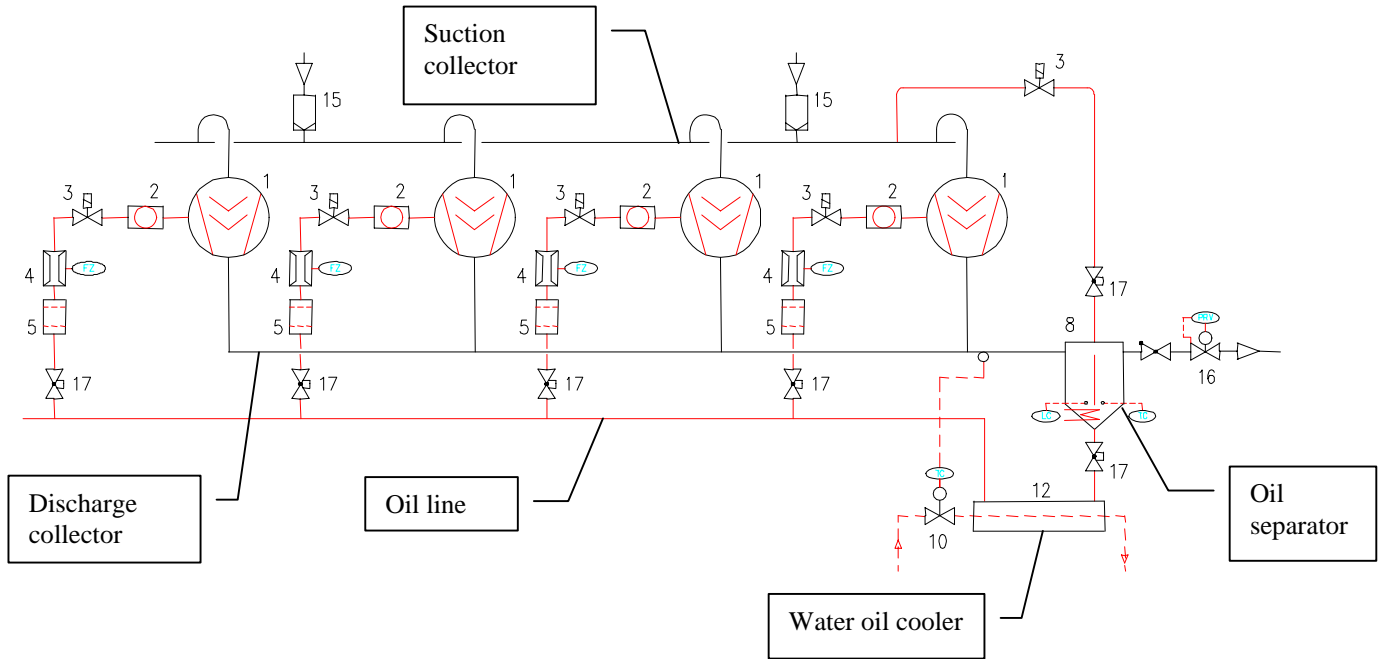 Suction
collector
3
15
15
3
2
1
3
2
1
3
2
1
3
2
1
4
FZ
4
FZ
4
FZ
4
FZ
17
5
5
5
5
8
PRV
16
17
17
17
17
LC
TC
17
Discharge
collector
Oil line
TC
10
12
Oil
separator
Water oil cooler